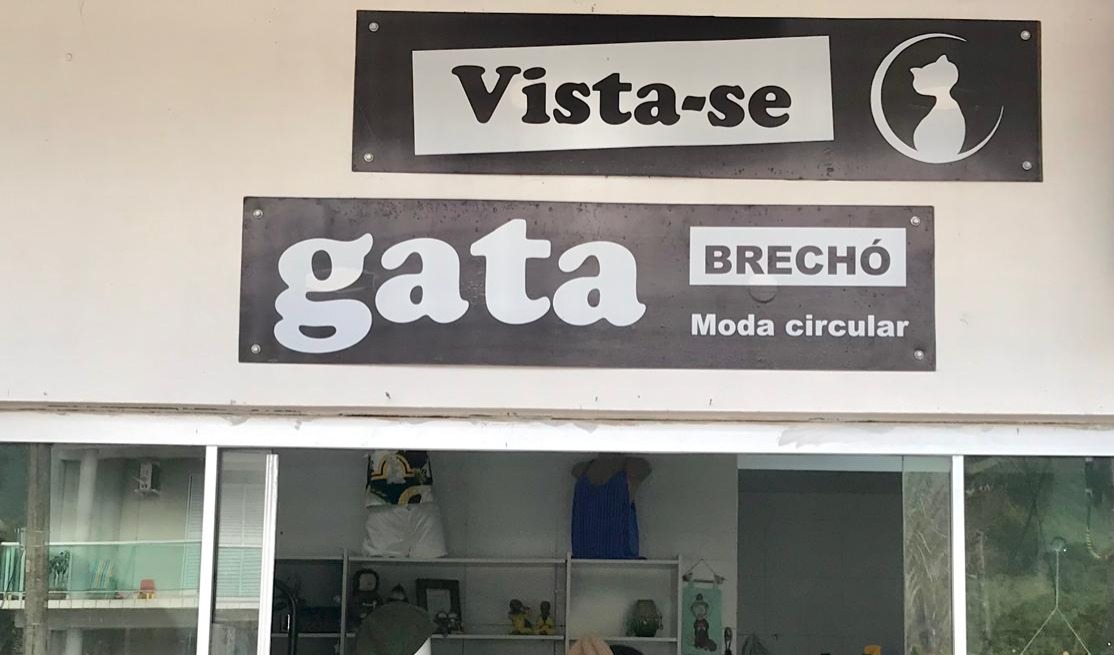 Vista-se
gata
BRECHÓ
Moda circular